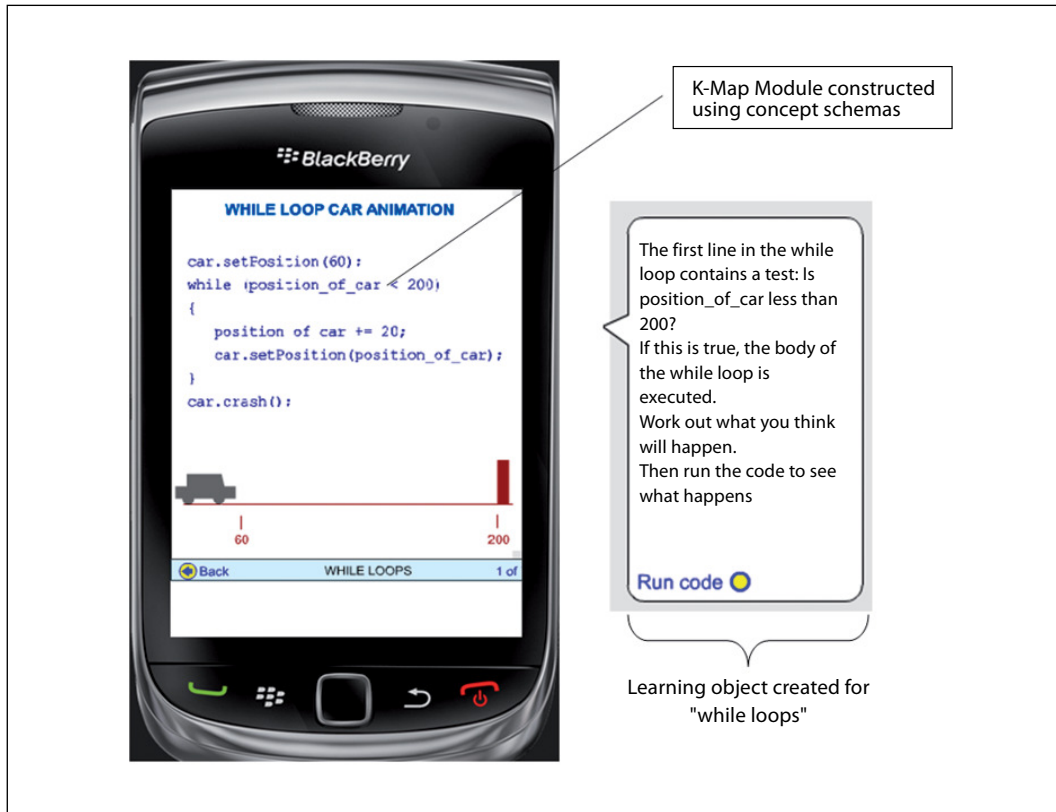 K-Map Module constructed
using concept schemas
BlackBerry
WHILE LOOP CAR ANIMATION
car.setPosition(60);
while (position_of_car < 200)
{
position of car += 20;
car.setPosition(position_of_car);
}
car.crash();
60
200
Back WHILE LOOPS 1 of
The first line in the while
loop contains a test: Is
position_of_car less than
200?
If this is true, the body of
the while loop is
executed.
Work out what you think
will happen.
Then run the code to see
what happens
Run code
Learning object created for
"while loops"